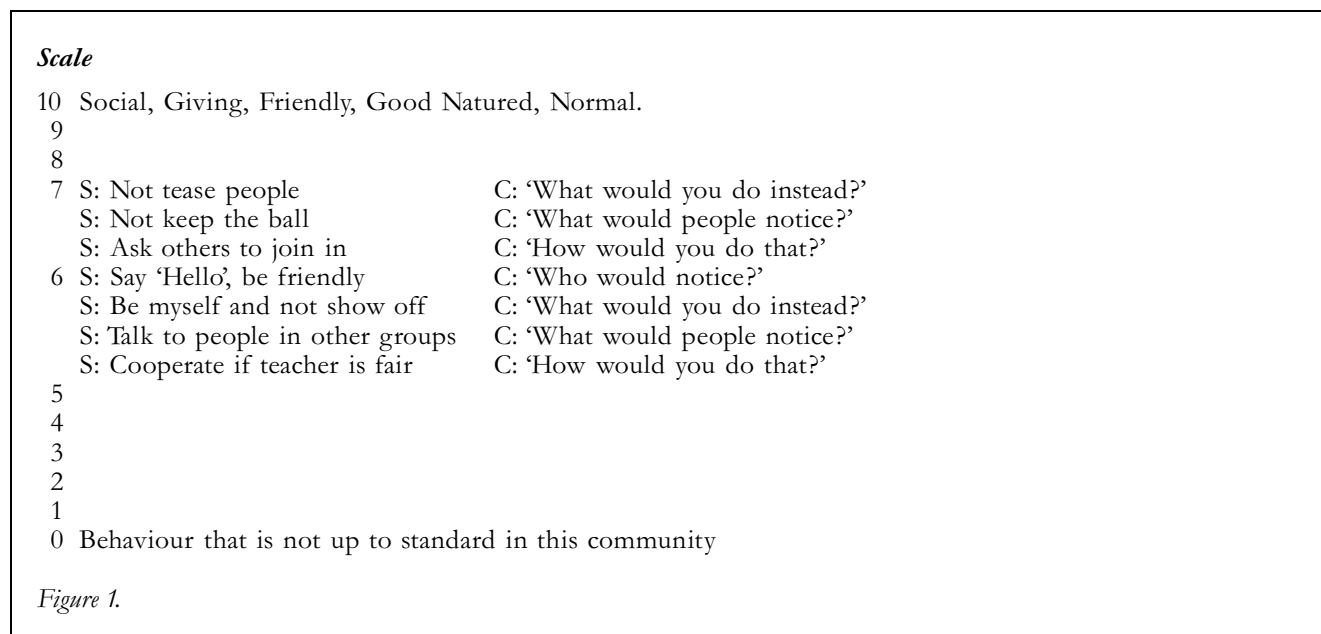 Scale
10 Social, Giving, Friendly, Good Natured, Normal.
9
8
7 S: Not tease people C: ‘What would you do instead?’
S: Not keep the ball C: ‘What would people notice?’
S: Ask others to join in C: ‘How would you do that?’
6 S: Say ‘Hello’, be friendly C: ‘Who would notice?’
S: Be myself and not show off C: ‘What would you do instead?’
S: Talk to people in other groups C: ‘What would people notice?’
S: Cooperate if teacher is fair C: ‘How would you do that?’
5
4
3
2
1
0 Behaviour that is not up to standard in this community
Figure 1.